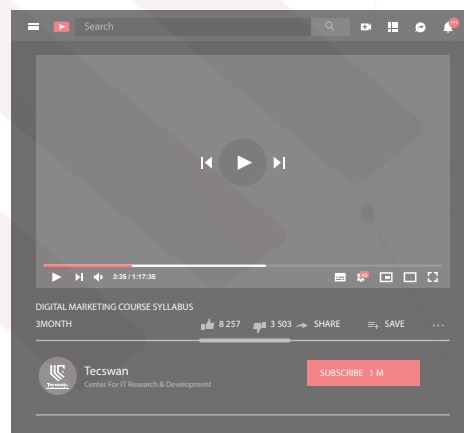 Search
3:35 / 1:17:35
DIGITAL MARKETING COURSE SYLLABUS
3MONTH
8 257
3 503
SHARE
SAVE
...
Tecswan
Center For IT Research & Development
SUBSCRIBE 1 M